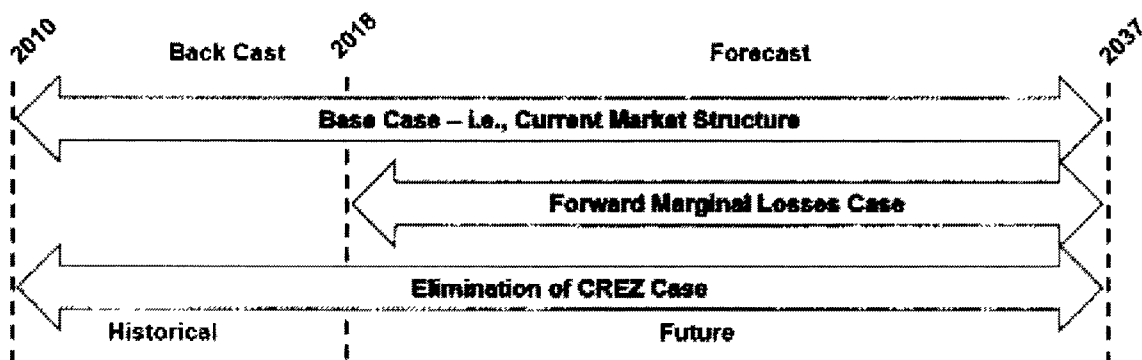 2010
Back Cast
2018
Forecast
2037
Base Case – i.e., Current Market Structure
Forward Marginal Losses Case
Elimination of CREZ Case
Historical
Future